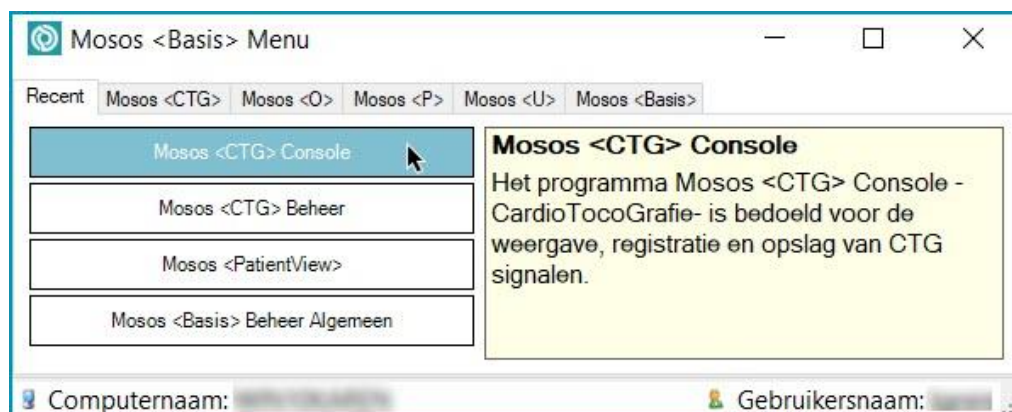 Mosos <Basis> Menu
Recent Mosos <CTG> Mosos <O> Mosos <P> Mosos <U> Mosos <Basis>
Mosos <CTG> Console
Mosos <CTG> Beheer
Mosos <PatientView>
Mosos <Basis> Beheer Algemeen
Mosos <CTG> Console
Het programma Mosos <CTG> Console -
CardioTocoGrafie- is bedoeld voor de
weergave, registratie en opslag van CTG
signalen.
Computernaam:
Gebruikersnaam: